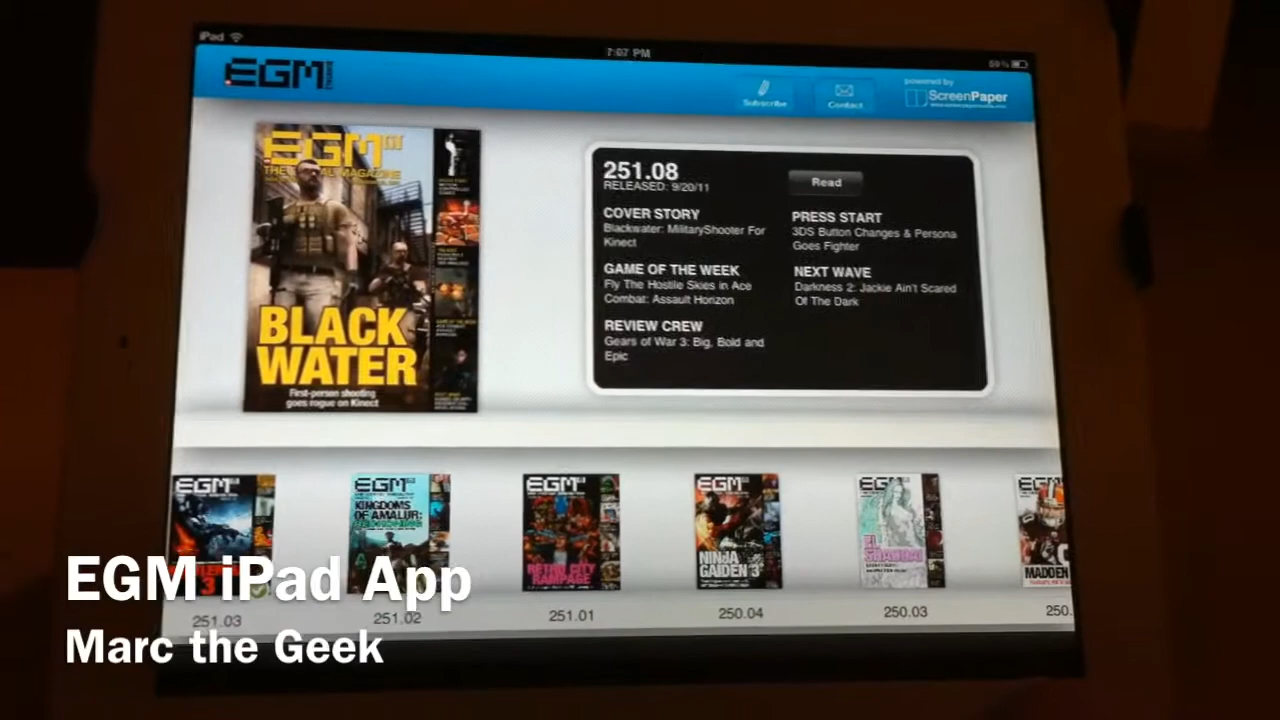 iPad
7:07 PM
59%
EGM
Subscribe
Contact
powered by
ScreenPaper
EGM
BLACK
WATER
First-person shooting
goes rogue on Kinect
251.08
RELEASED: 9/20/11
Read
COVER STORY
Blackwater: MilitaryShooter For
Kinect
GAME OF THE WEEK
Fly The Hostile Skies in Ace
Combat: Assault Horizon
REVIEW CREW
Gears of War 3: Big, Bold and
Epic
PRESS START
3DS Button Changes & Persona
Goes Fighter
NEXT WAVE
Darkness 2: Jackie Ain't Scared
Of The Dark
EGM
3
251.03
EGM
KINGDOMS
OF AMALUR:
251.02
EGM
RETRO CITY
RAMPAGE
251.01
EGM
NINJA
GAIDEN 3
250.04
EGM
EL
SHADDAI
250.03
EGM
MADDEN
250.
EGM iPad App
Marc the Geek